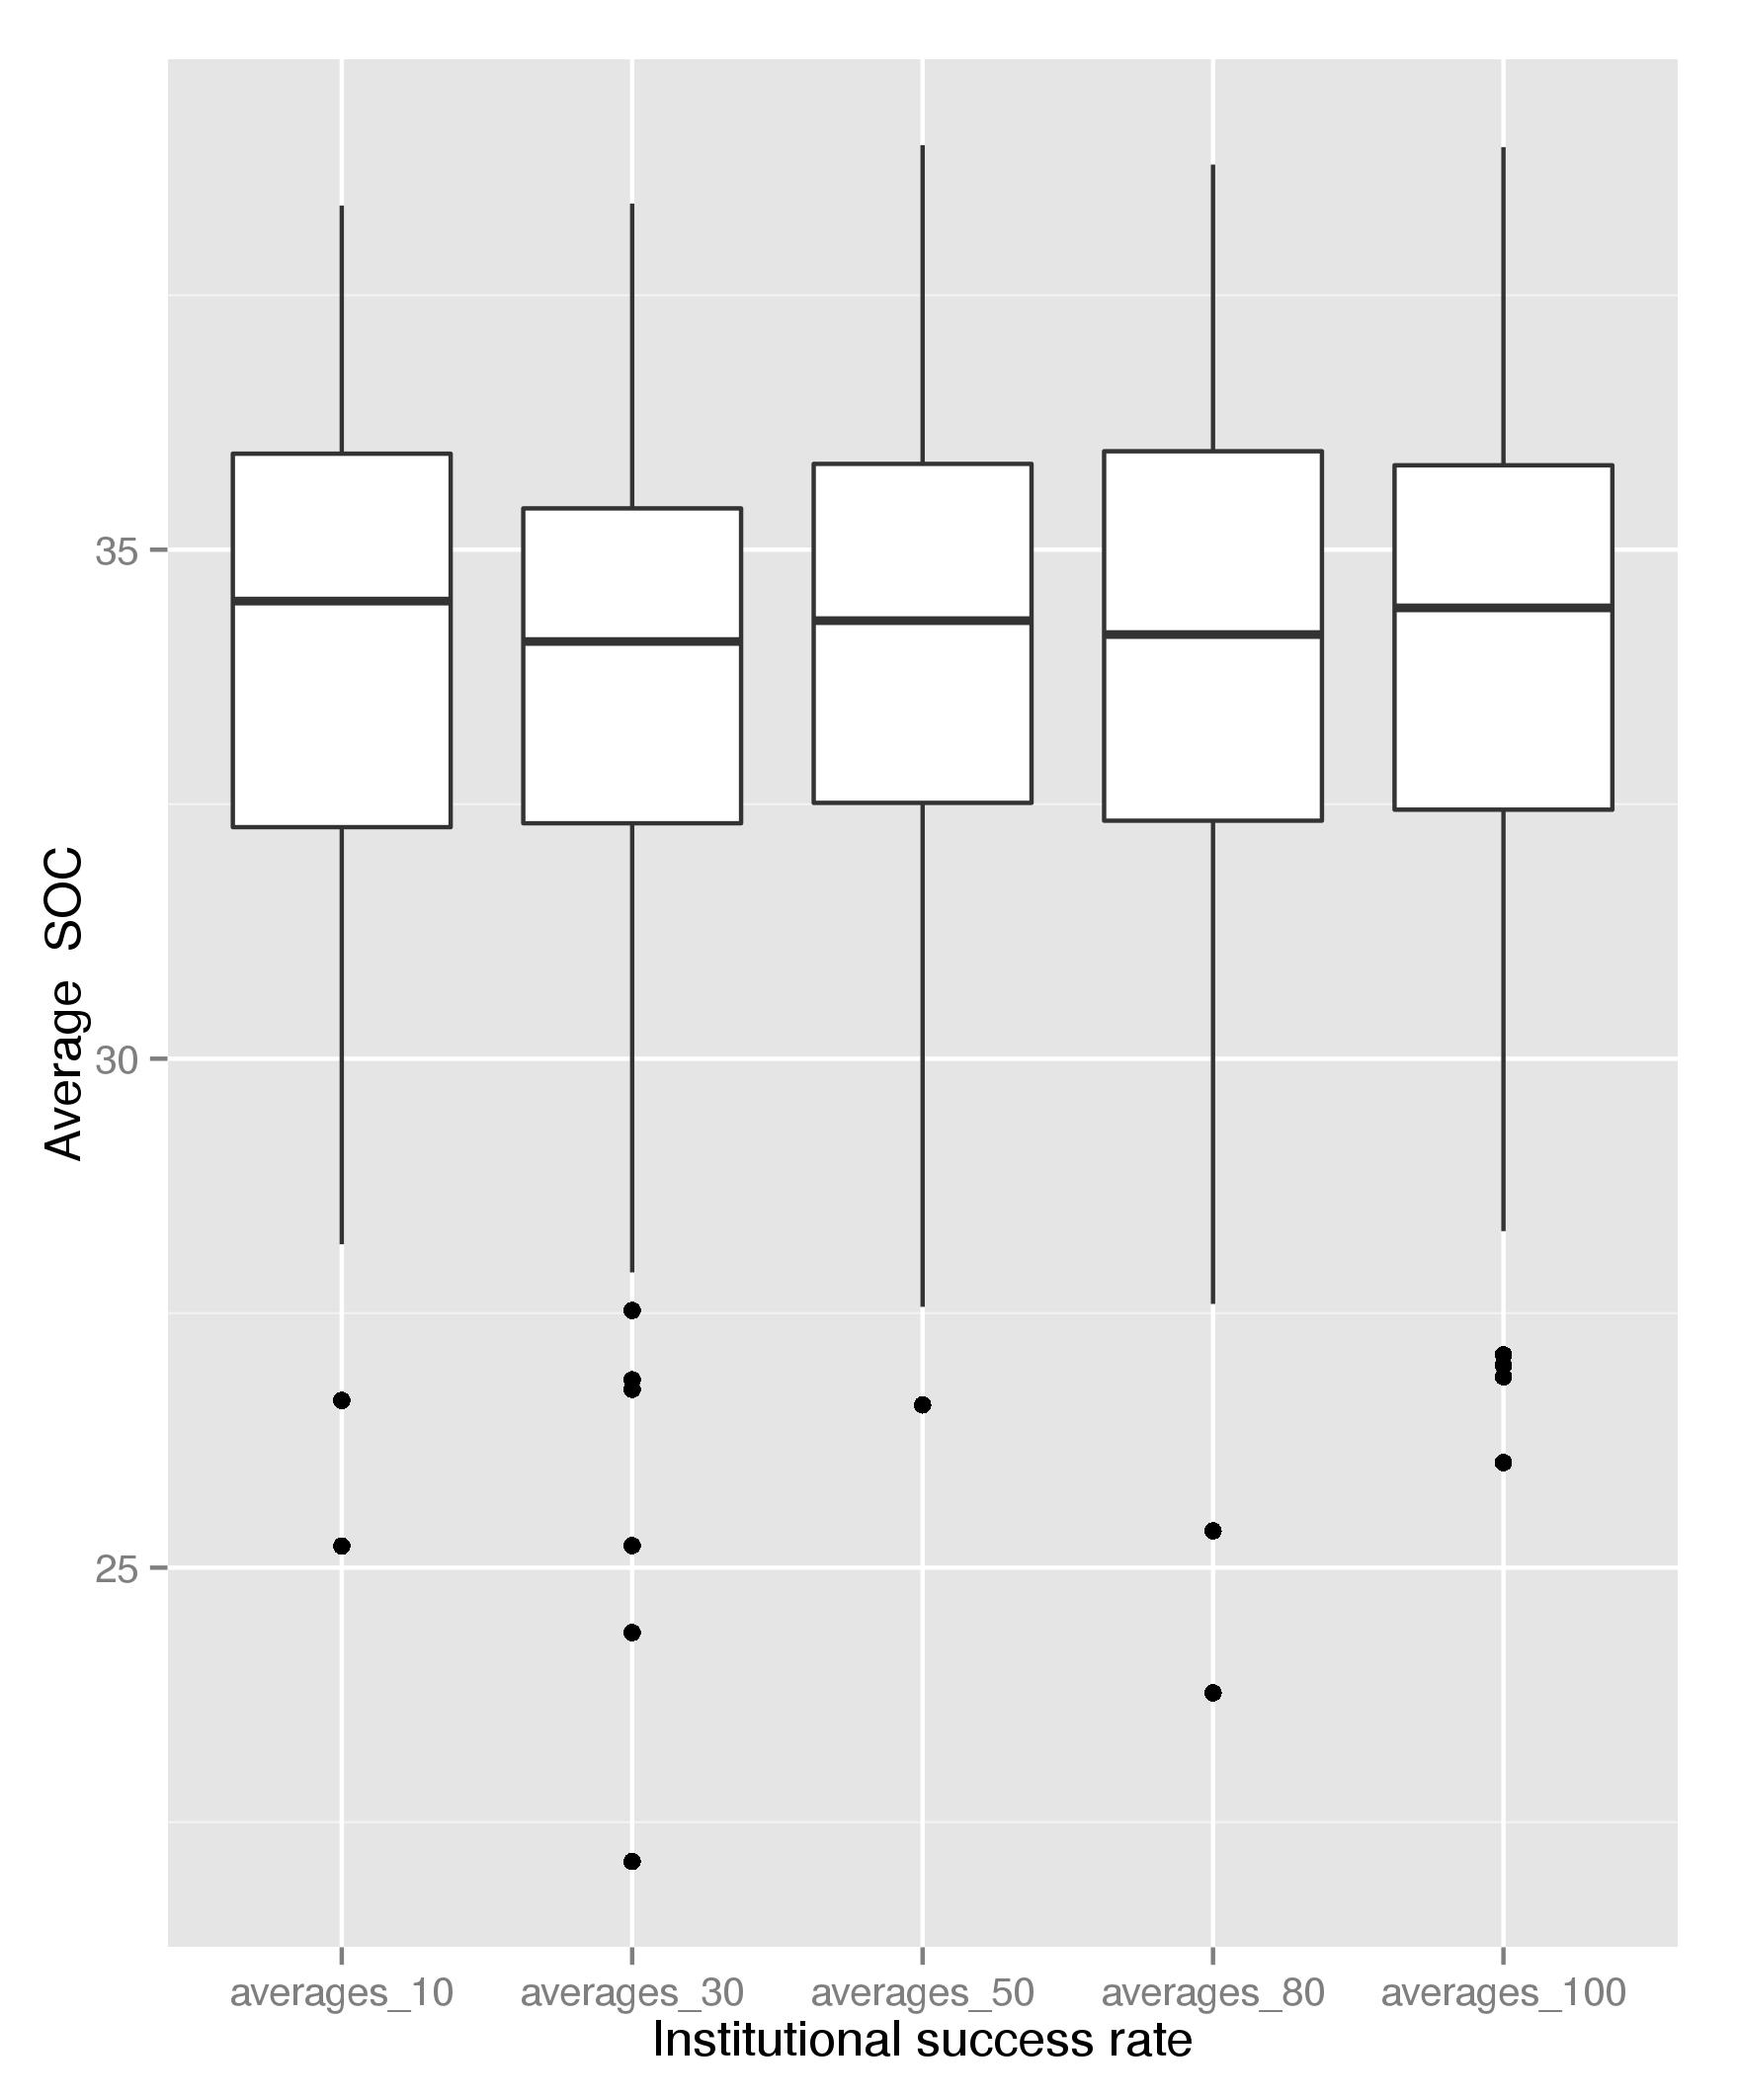 Average SOC
35
30
25
averages_10 averages_30 averages_50 averages_80 averages_100
Institutional success rate